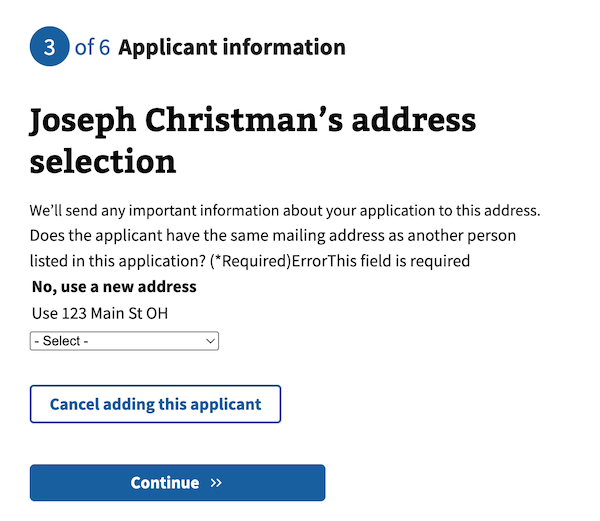 3 of 6 Applicant information
Joseph Christman’s address
selection
We’ll send any important information about your application to this address.
Does the applicant have the same mailing address as another person
listed in this application? (*Required)ErrorThis field is required
No, use a new address
Use 123 Main St OH
- Select -
Cancel adding this applicant
Continue